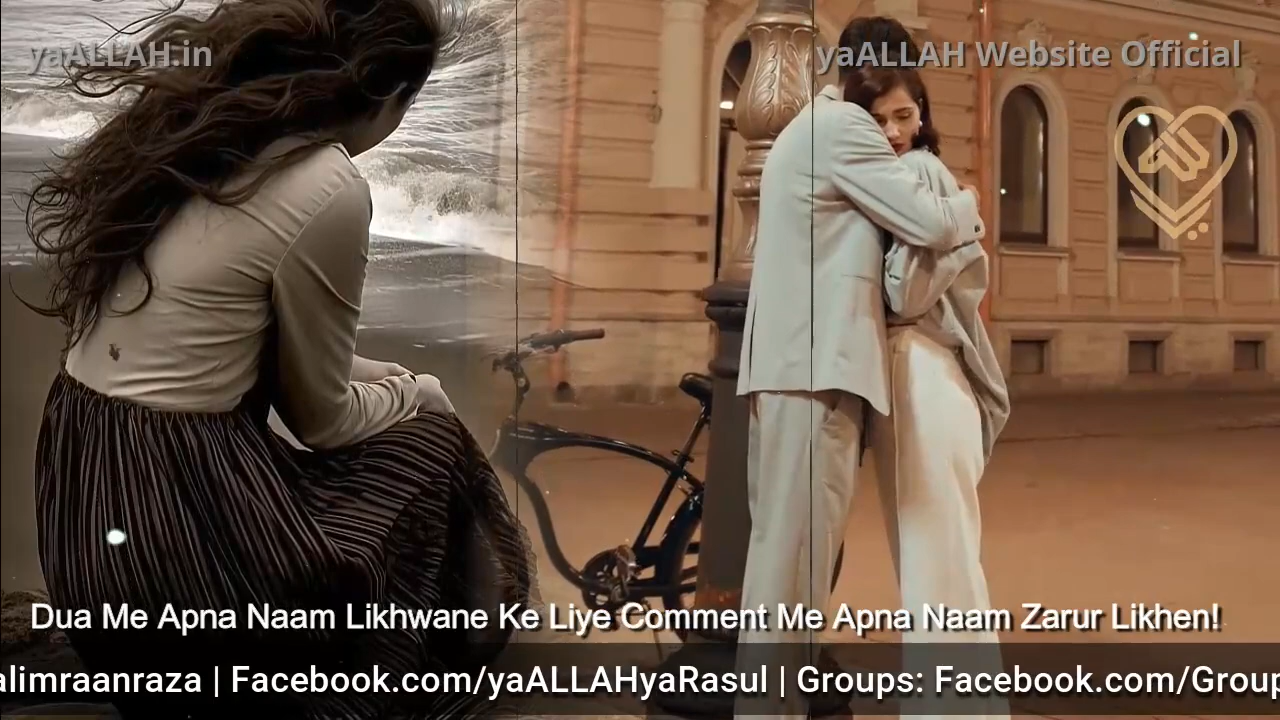 yaALLAH.in
yaALLAH Website Official
Dua Me Apna Naam Likhwane Ke Liye Comment Me Apna Naam Zarur Likhen!
alimraanraza | Facebook.com/yaALLAHyaRasul | Groups: Facebook.com/Group